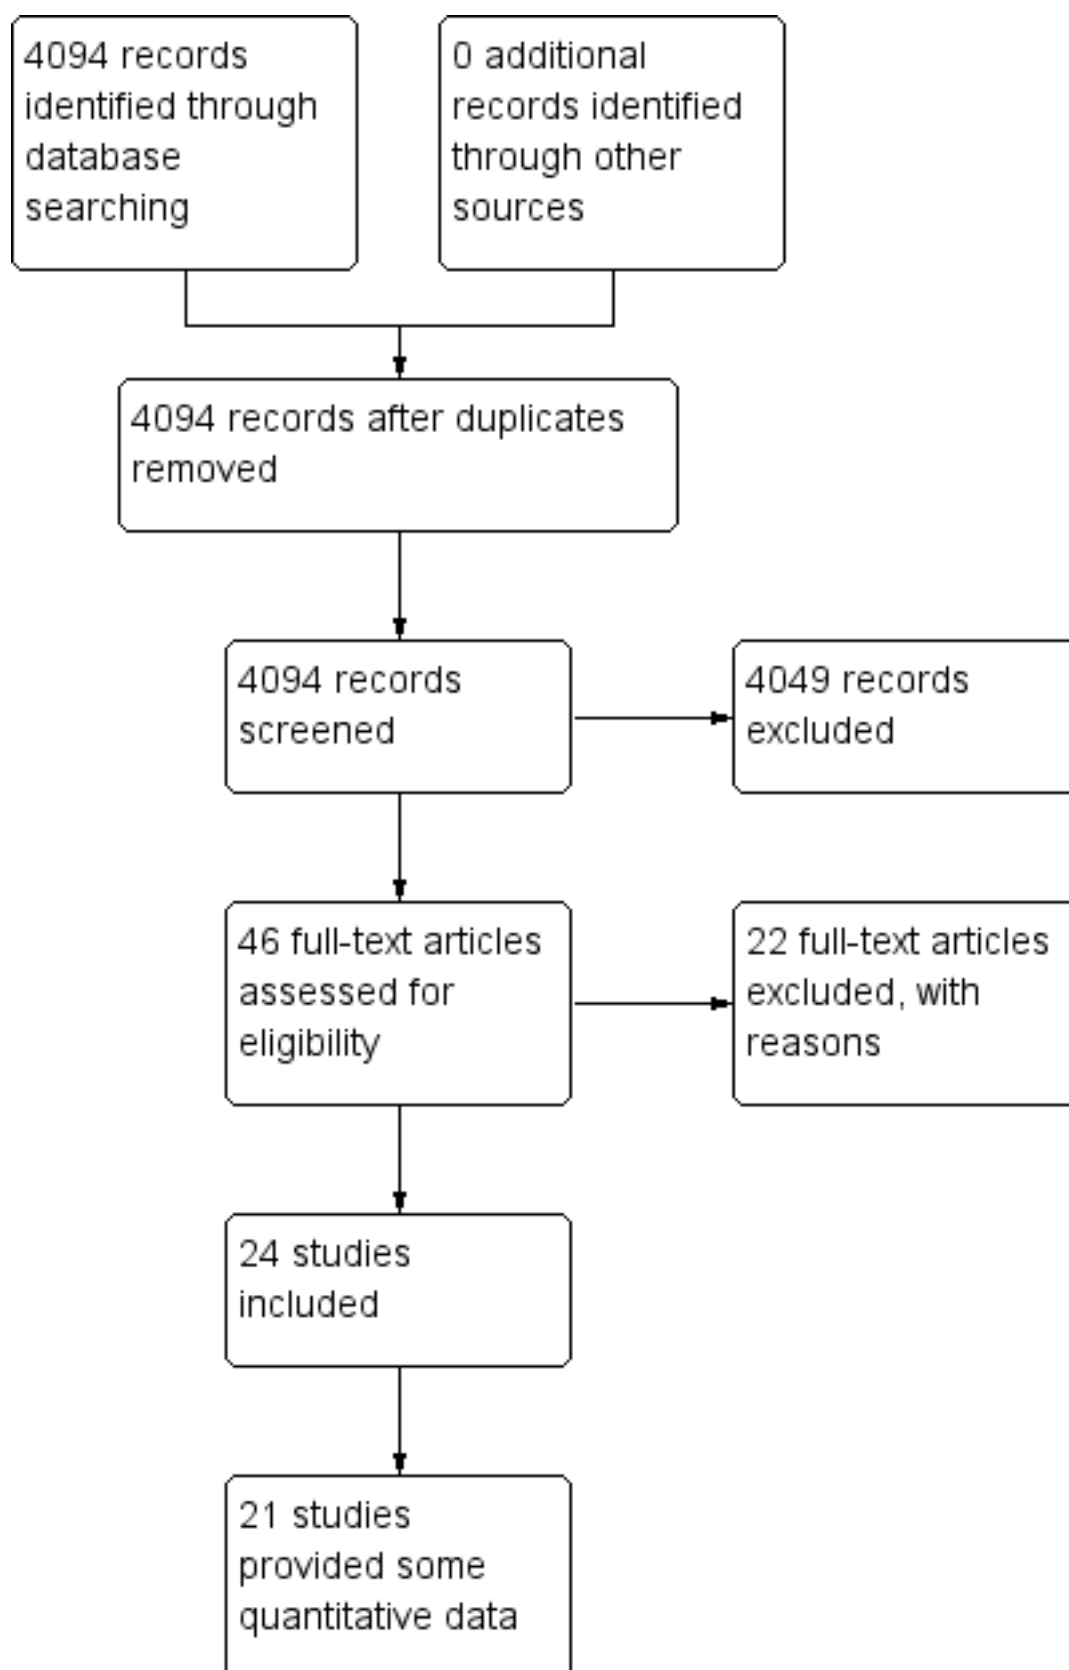 4094 records
identified through
database
searching
0 additional
records identified
through other
sources
4094 records after duplicates
removed
4094 records
screened
4049 records
excluded
46 full-text articles
assessed for
eligibility
22 full-text articles
excluded, with
reasons
24 studies
included
21 studies
provided some
quantitative data